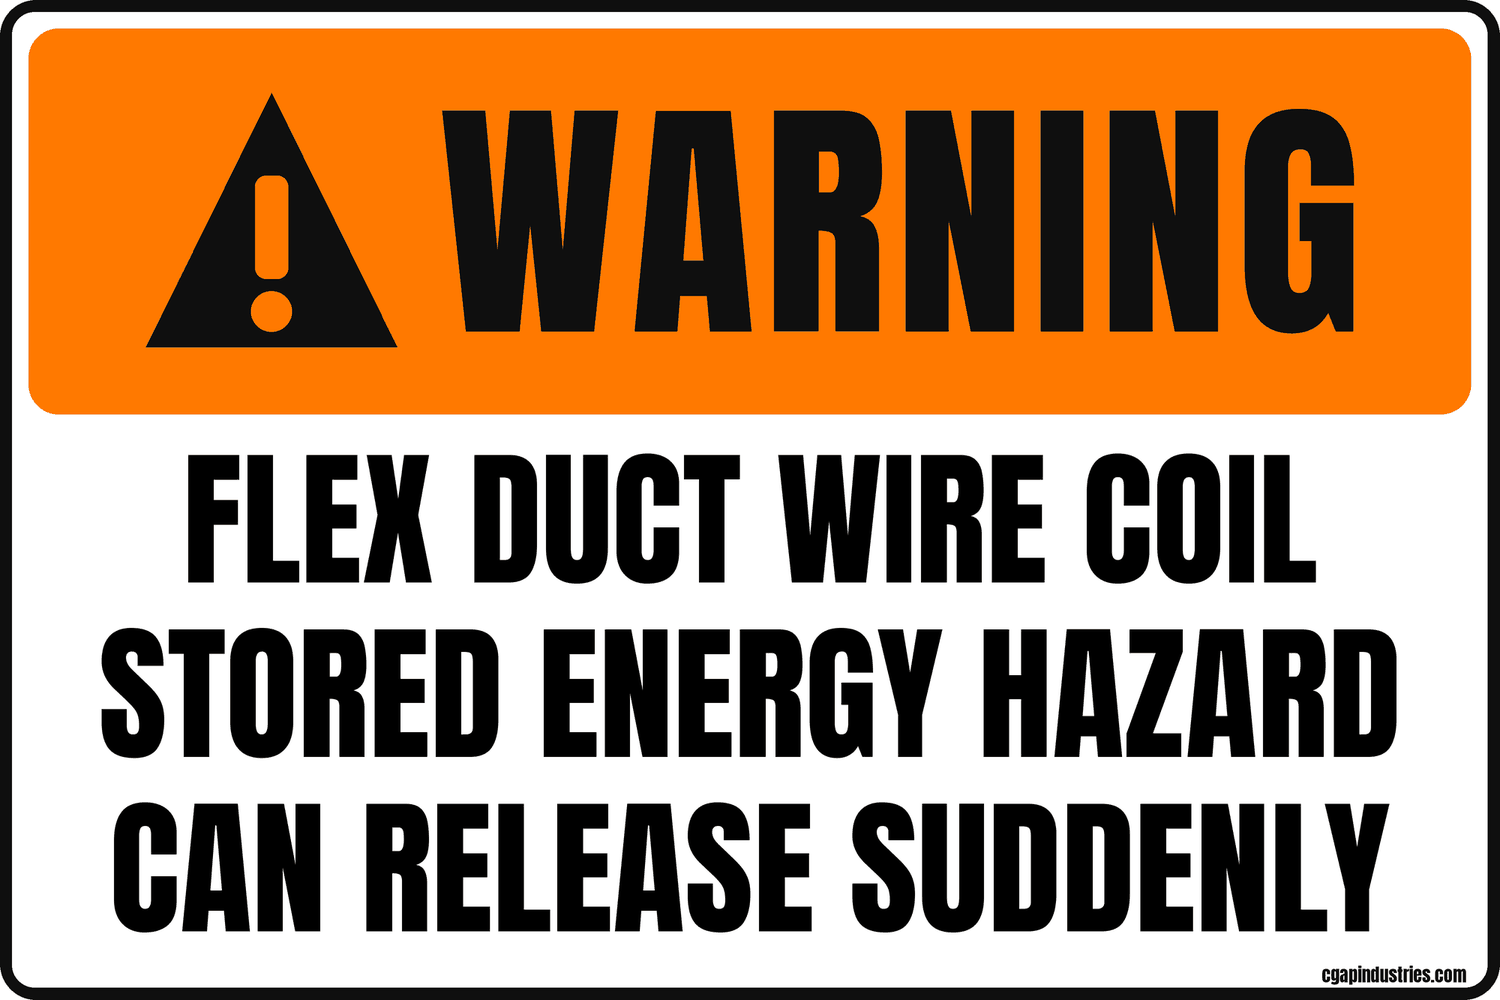 WARNING
FLEX DUCT WIRE COIL
STORED ENERGY HAZARD
CAN RELEASE SUDDENLY
cgapindustries.com